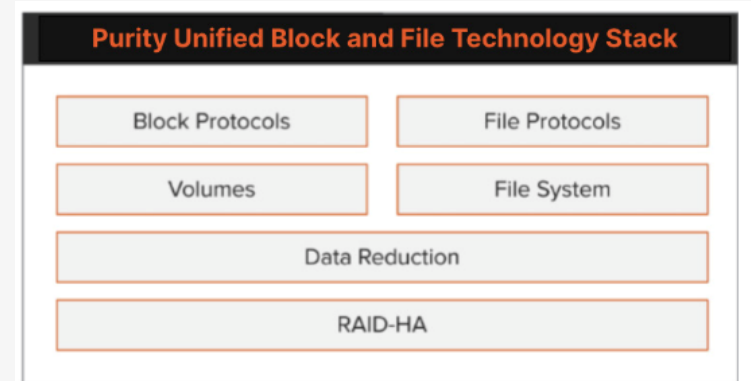 Purity Unified Block and File Technology Stack
Block Protocols
File Protocols
Volumes
File System
Data Reduction
RAID-HA